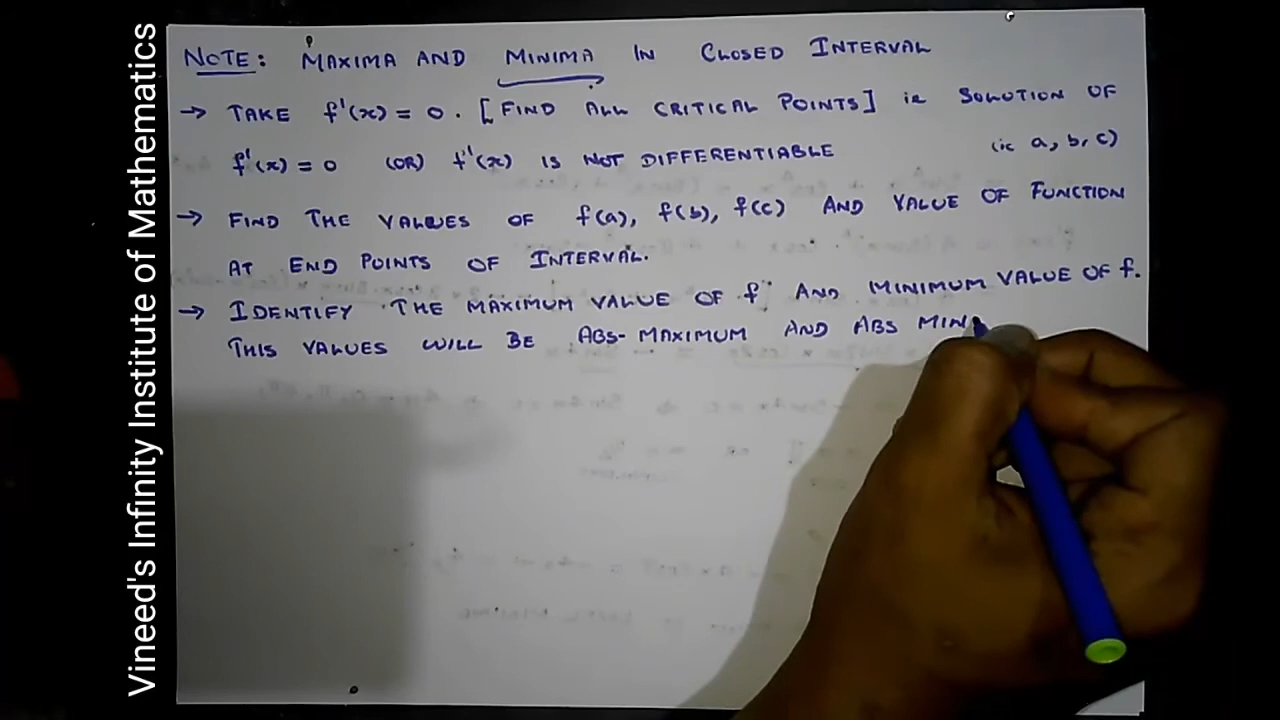 Vineed's Infinity Institute of Mathematics
NOTE: MAXIMA AND MINIMA IN CLOSED INTERVAL
→ TAKE f'(x) = 0. [FIND ALL CRITICAL POINTS] ie SOLUTION OF
f'(x) = 0 (OR) f'(x) IS NOT DIFFERENTIABLE (ie a, b, c)
→ FIND THE VALUES OF f(a), f(b), f(c) AND VALUE OF FUNCTION
AT END POINTS OF INTERVAL.
→ IDENTIFY THE MAXIMUM VALUE OF f AND MINIMUM VALUE OF f.
THIS VALUES WILL BE ABS-MAXIMUM AND ABS MIN